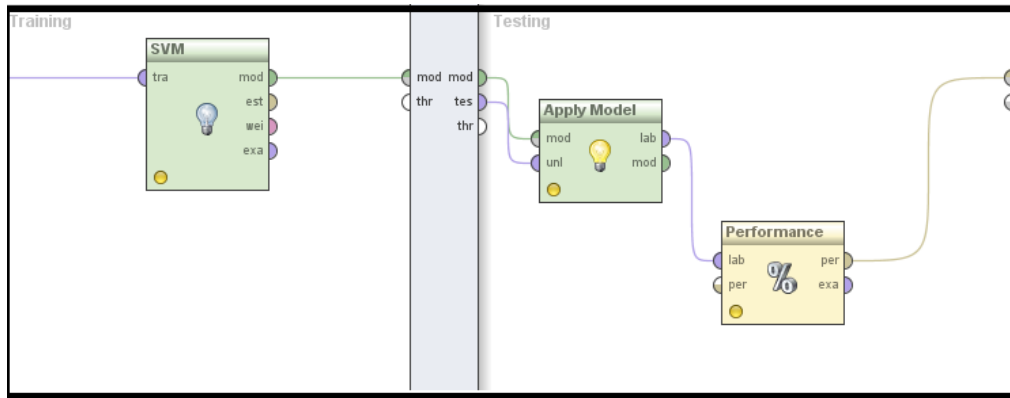 Training
SVM
tra
mod
est
wei
exa
mod
thr
mod
tes
thr
Testing
Apply Model
mod
unl
lab
mod
Performance
lab
per
%
per
exa